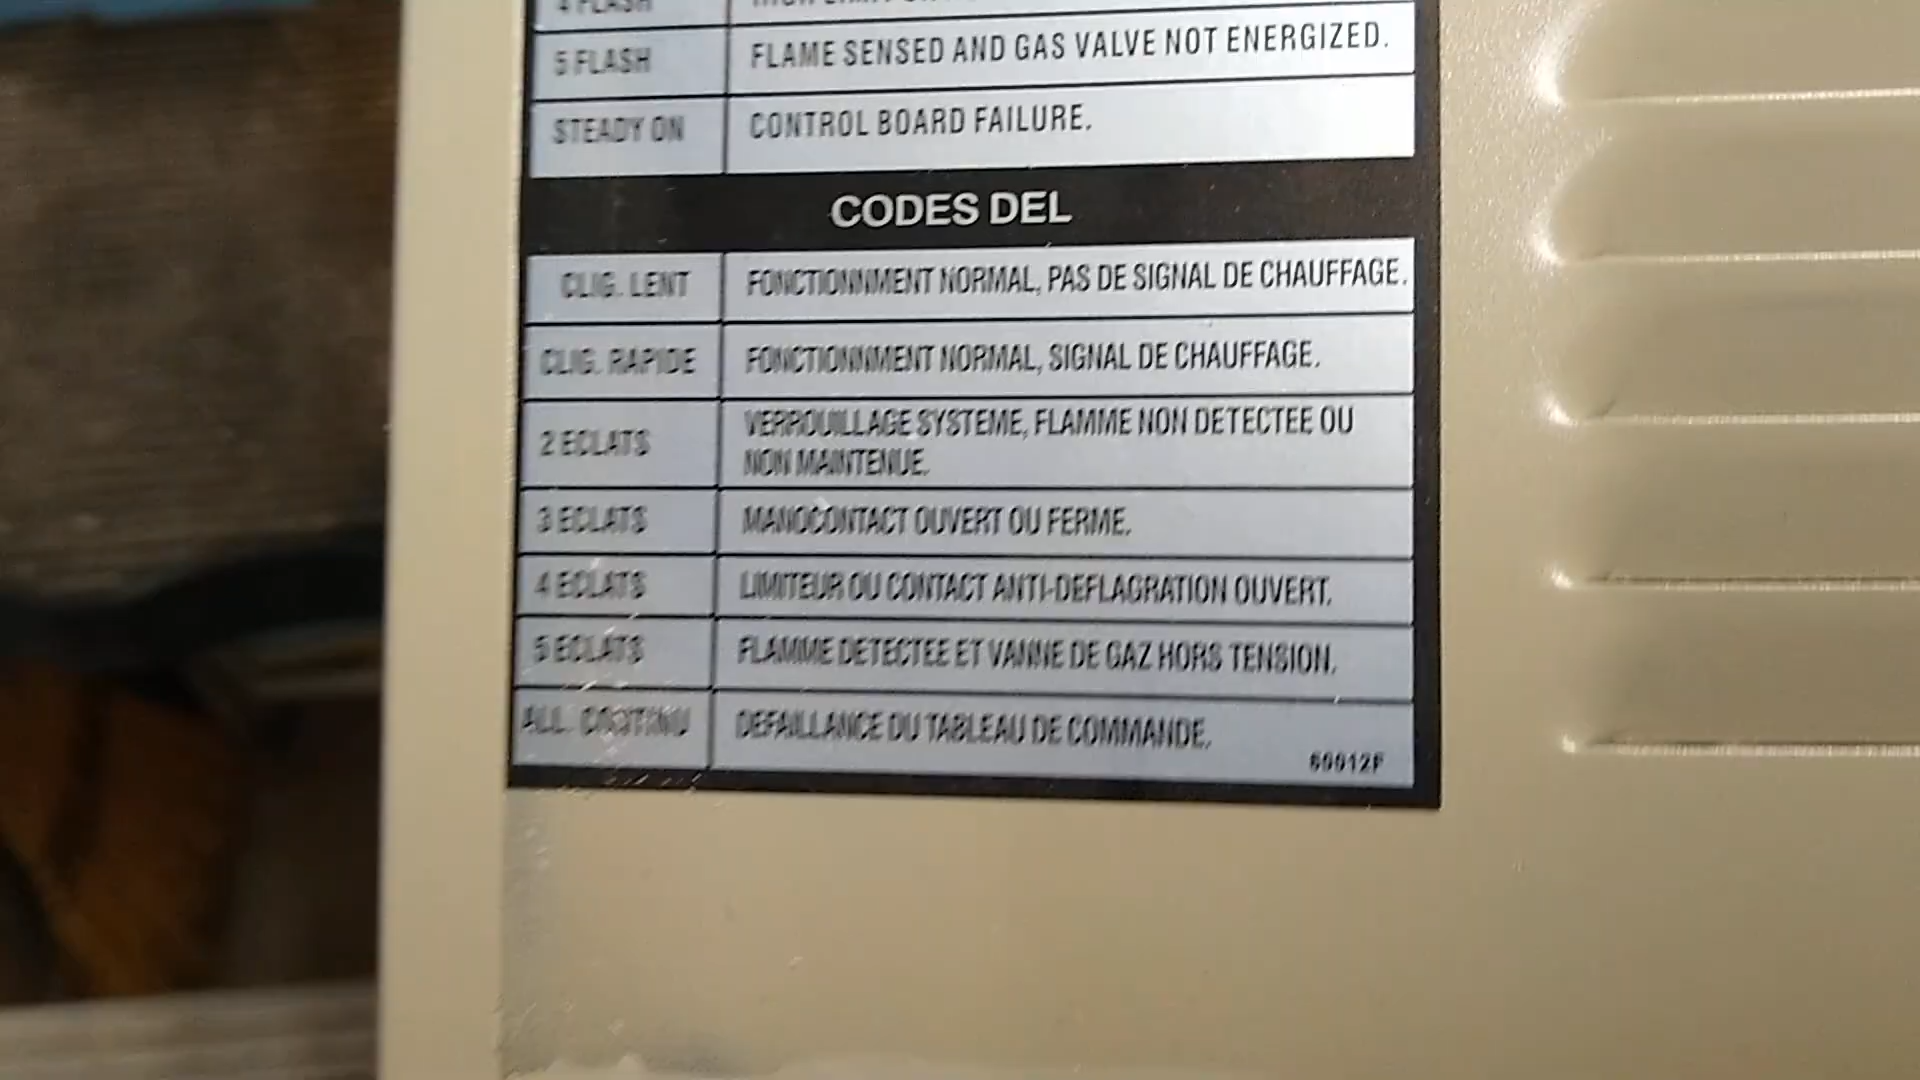 4 FLASH
5 FLASH FLAME SENSED AND GAS VALVE NOT ENERGIZED.
STEADY ON CONTROL BOARD FAILURE.
CODES DEL
CLIG. LENT FONCTIONNMENT NORMAL, PAS DE SIGNAL DE CHAUFFAGE.
CLIG. RAPIDE FONCTIONNMENT NORMAL, SIGNAL DE CHAUFFAGE.
2 ECLATS VERROUILLAGE SYSTEME, FLAMME NON DETECTEE OU
NON MAINTENUE.
3 ECLATS MANOCONTACT OUVERT OU FERME.
4 ECLATS LIMITEUR OU CONTACT ANTI-DEFLAGRATION OUVERT.
5 ECLATS FLAMME DETECTEE ET VANNE DE GAZ HORS TENSION.
ALL. CONTINU DEFAILLANCE DU TABLEAU DE COMMANDE.